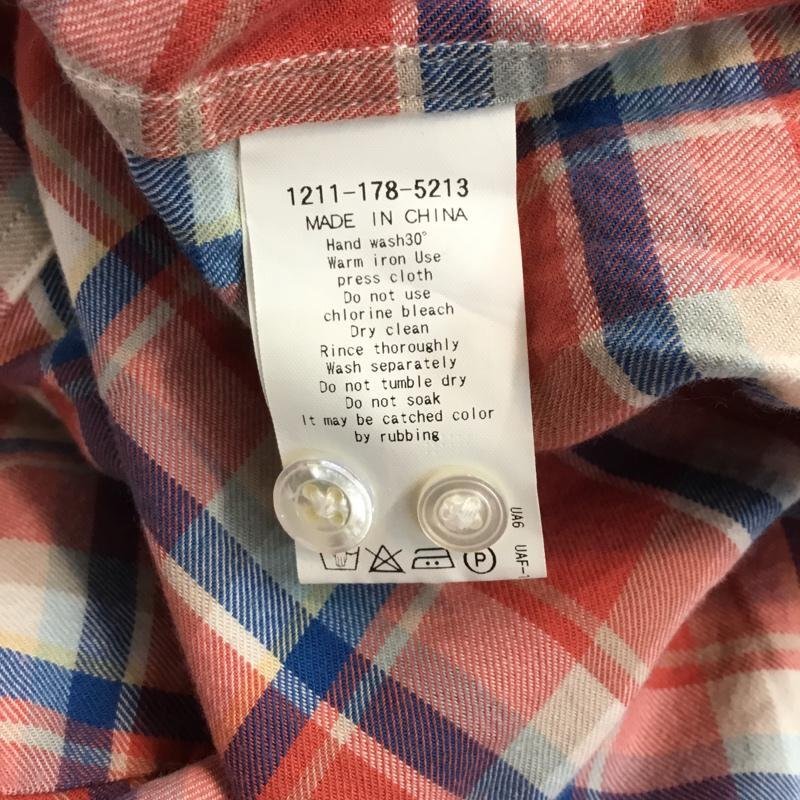 1211-178-5213
MADE IN CHINA
Hand wash30°
Warm iron Use
press cloth
Do not use
chlorine bleach
Dry clean
Rince thoroughly
Wash separately
Do not tumble dry
Do not soak
It may be catched color
by rubbing
UA6 UAF-
P